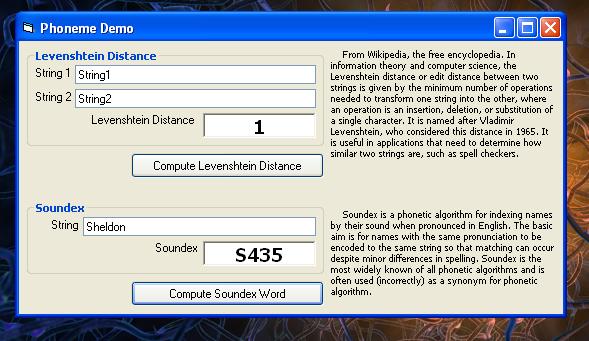 Phoneme Demo
Levenshtein Distance
String 1 String1
String 2 String2
Levenshtein Distance 1
Compute Levenshtein Distance
From Wikipedia, the free encyclopedia. In
information theory and computer science, the
Levenshtein distance or edit distance between two
strings is given by the minimum number of operations
needed to transform one string into the other, where
an operation is an insertion, deletion, or substitution of
a single character. It is named after Vladimir
Levenshtein, who considered this distance in 1965. It
is useful in applications that need to determine how
similar two strings are, such as spell checkers.
Soundex
String Sheldon
Soundex S435
Compute Soundex Word
Soundex is a phonetic algorithm for indexing names
by their sound when pronounced in English. The basic
aim is for names with the same pronunciation to be
encoded to the same string so that matching can occur
despite minor differences in spelling. Soundex is the
most widely known of all phonetic algorithms and is
often used (incorrectly) as a synonym for phonetic
algorithm.